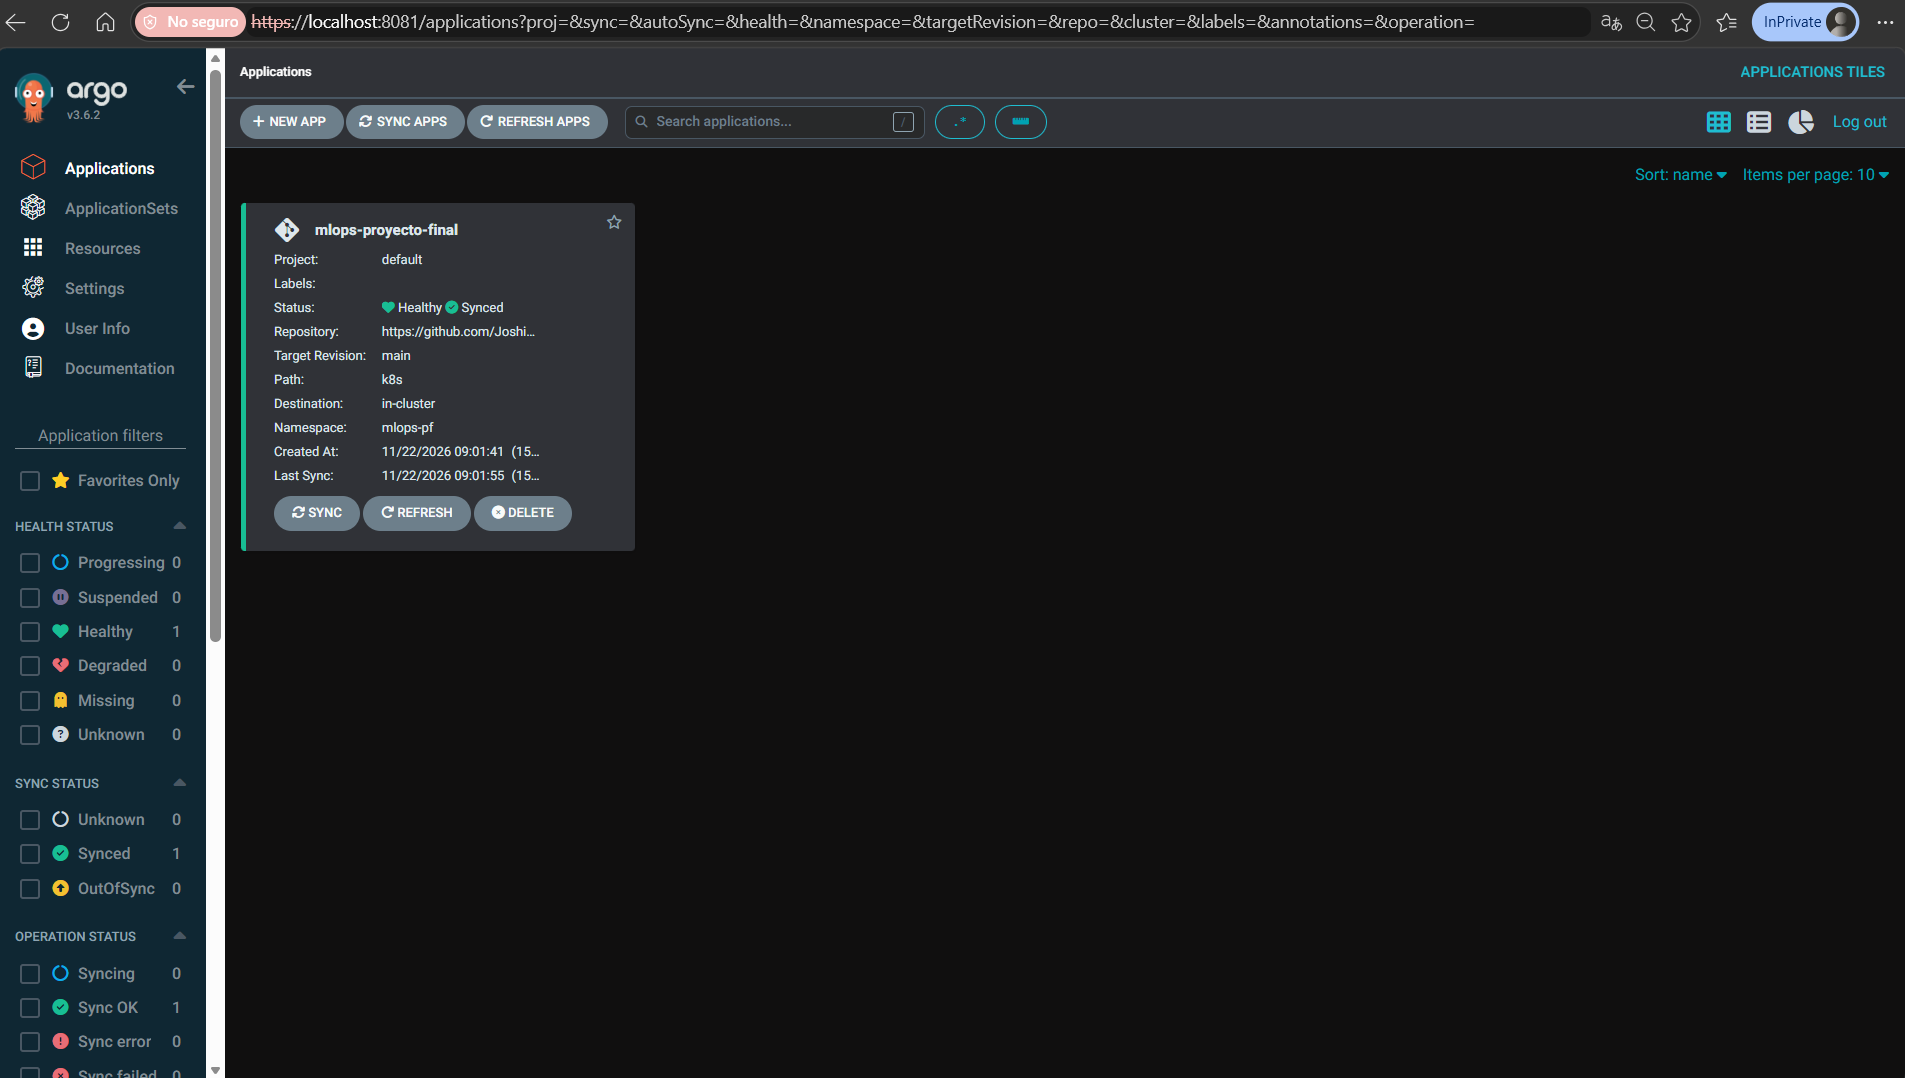 No seguro
https://localhost:8081/applications?proj=&sync=&autoSync=&health=&namespace=&targetRevision=&repo=&cluster=&labels=&annotations=&operation=
InPrivate
argo
v3.6.2
Applications
ApplicationSets
Resources
Settings
User Info
Documentation
Application filters
Favorites Only
HEALTH STATUS
Progressing 0
Suspended 0
Healthy 1
Degraded 0
Missing 0
Unknown 0
SYNC STATUS
Unknown 0
Synced 1
OutOfSync 0
OPERATION STATUS
Syncing 0
Sync OK 1
Sync error 0
Sync failed 0
Applications
APPLICATIONS TILES
+ NEW APP
SYNC APPS
REFRESH APPS
Search applications...
/
.*
Log out
Sort: name
Items per page: 10
mlops-proyecto-final
Project: default
Labels:
Status: Healthy Synced
Repository: https://github.com/Joshi...
Target Revision: main
Path: k8s
Destination: in-cluster
Namespace: mlops-pf
Created At: 11/22/2026 09:01:41 (15...
Last Sync: 11/22/2026 09:01:55 (15...
SYNC
REFRESH
DELETE